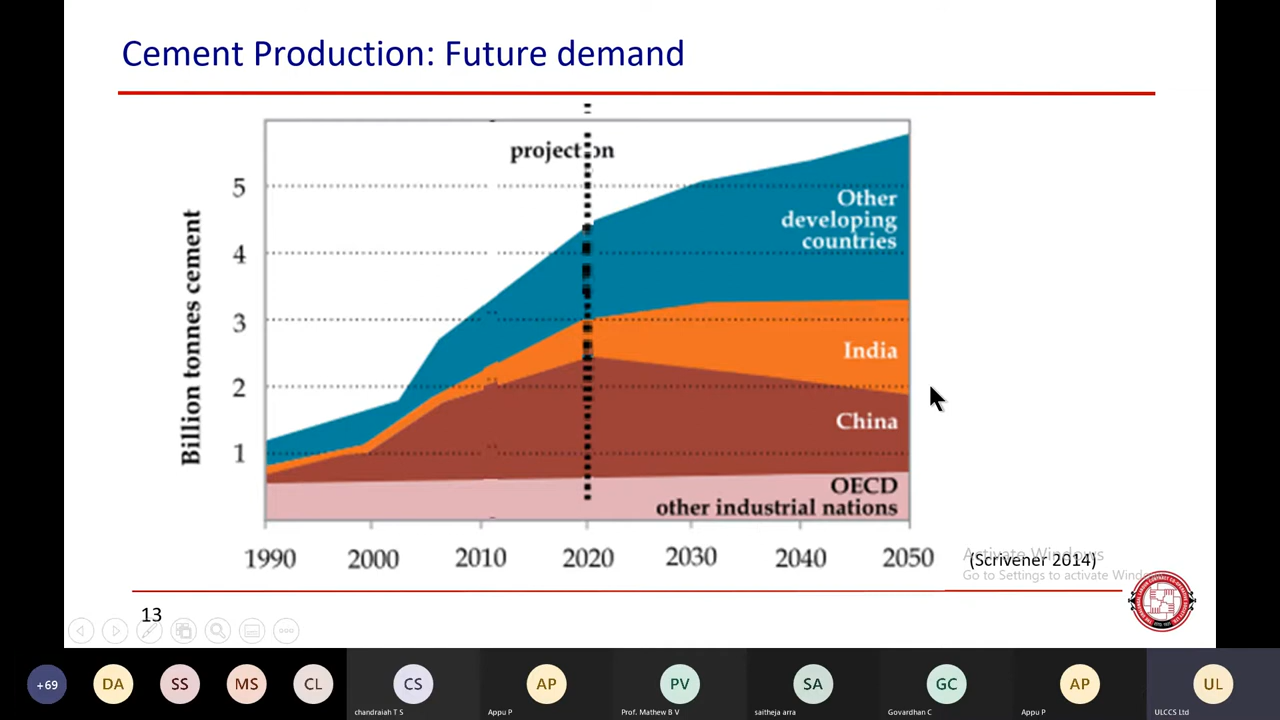 Cement Production: Future demand
projection
5
4
3
2
1
Billion tonnes cement
Other
developing
countries
India
China
OECD
other industrial nations
1990 2000 2010 2020 2030 2040 2050
Activate Windows
(Scrivener 2014)
Go to Settings to activate Windo
13
+69
DA
SS
MS
CL
CS
chandraiah T S
AP
Appu P
PV
Prof. Mathew B V
SA
saitheja arra
GC
Govardhan C
AP
Appu P
UL
ULCCS Ltd